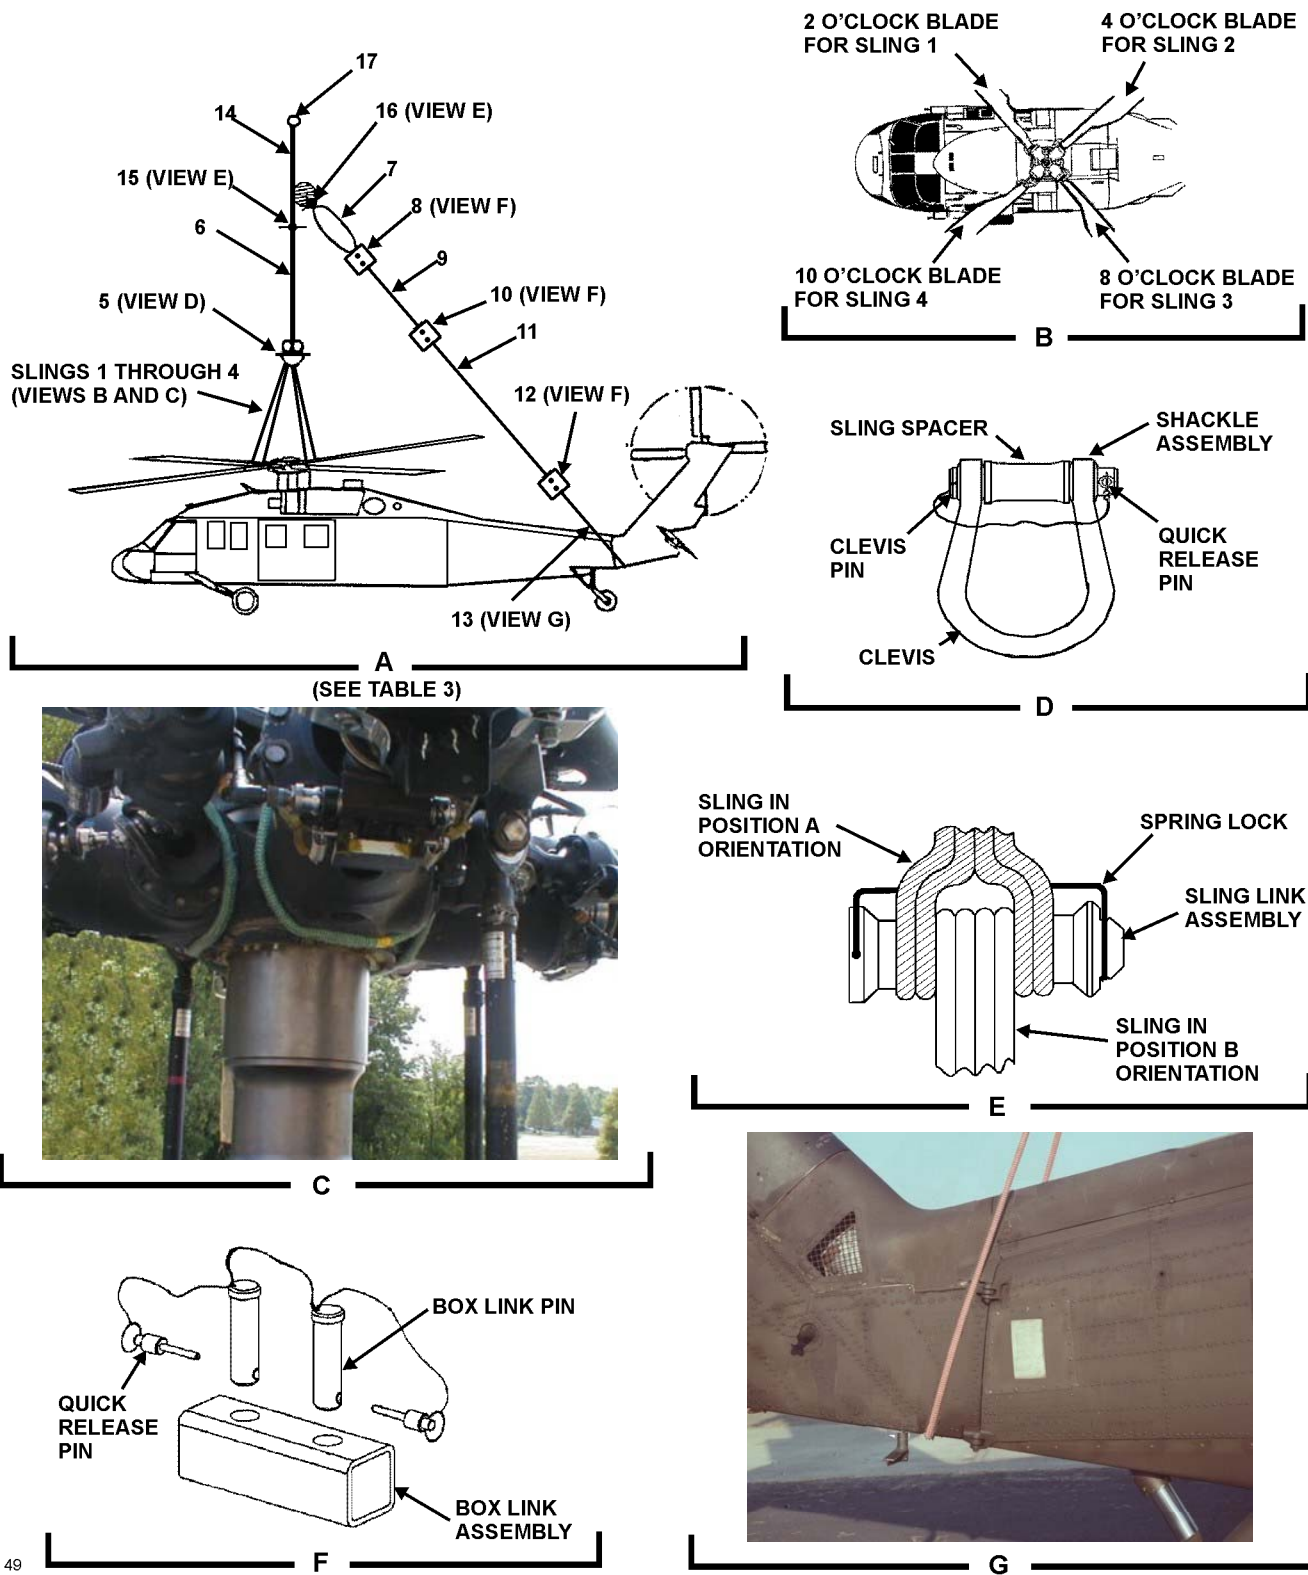 17
14
16 (VIEW E)
15 (VIEW E)
7
8 (VIEW F)
6
9
5 (VIEW D)
10 (VIEW F)
11
SLINGS 1 THROUGH 4
(VIEWS B AND C)
12 (VIEW F)
13 (VIEW G)
A
(SEE TABLE 3)
2 O'CLOCK BLADE
FOR SLING 1
4 O'CLOCK BLADE
FOR SLING 2
10 O'CLOCK BLADE
FOR SLING 4
8 O'CLOCK BLADE
FOR SLING 3
B
SLING SPACER
SHACKLE
ASSEMBLY
CLEVIS
PIN
QUICK
RELEASE
PIN
CLEVIS
D
C
SLING IN
POSITION A
ORIENTATION
SPRING LOCK
SLING LINK
ASSEMBLY
SLING IN
POSITION B
ORIENTATION
E
BOX LINK PIN
QUICK
RELEASE
PIN
BOX LINK
ASSEMBLY
F
G
49